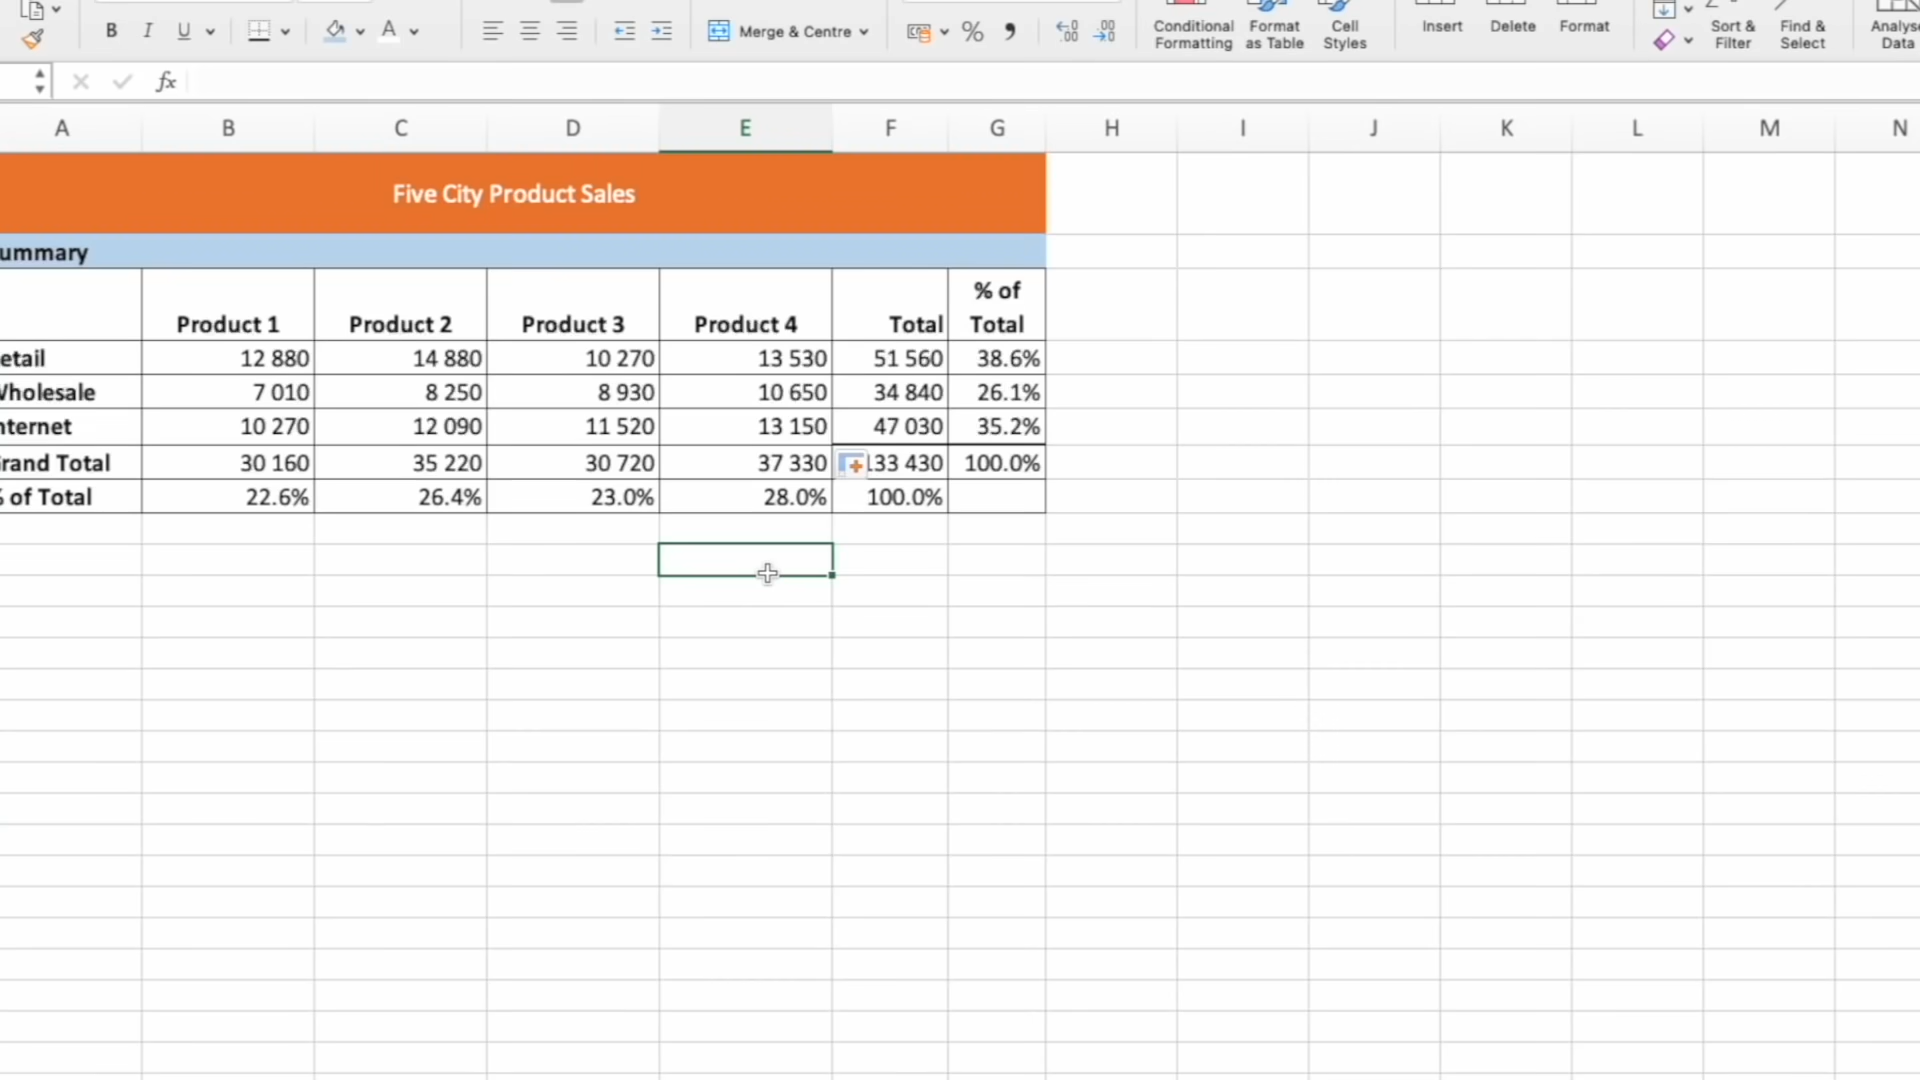 B I U A Merge & Centre % Conditional Formatting Format as Table Cell Styles Insert Delete Format Sort & Filter Find & Select Analyse Data
fx
A B C D E F G H I J K L M N
Five City Product Sales
ummary
Product 1 Product 2 Product 3 Product 4 Total % of Total
etail 12 880 14 880 10 270 13 530 51 560 38.6%
Wholesale 7 010 8 250 8 930 10 650 34 840 26.1%
nternet 10 270 12 090 11 520 13 150 47 030 35.2%
rand Total 30 160 35 220 30 720 37 330 133 430 100.0%
% of Total 22.6% 26.4% 23.0% 28.0% 100.0%